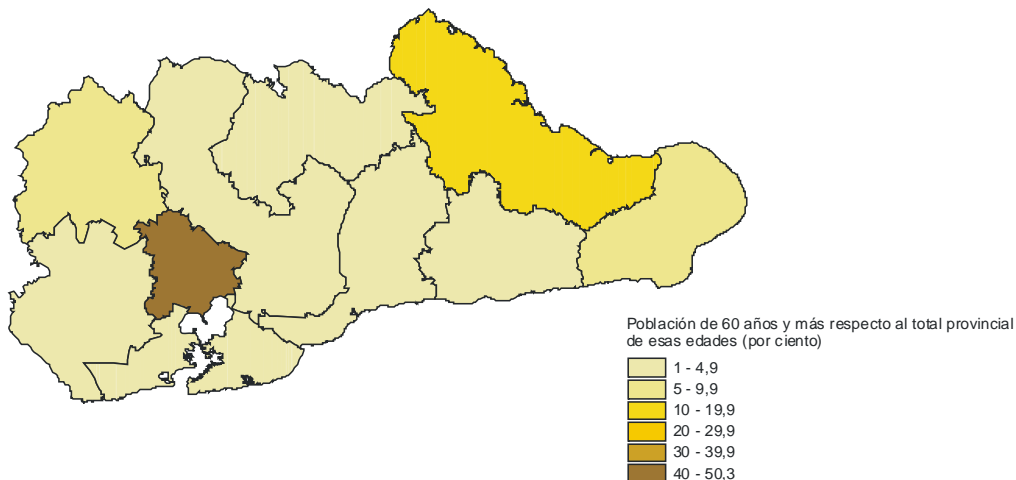 Población de 60 años y más respecto al total provincial
de esas edades (por ciento)
1 - 4,9
5 - 9,9
10 - 19,9
20 - 29,9
30 - 39,9
40 - 50,3